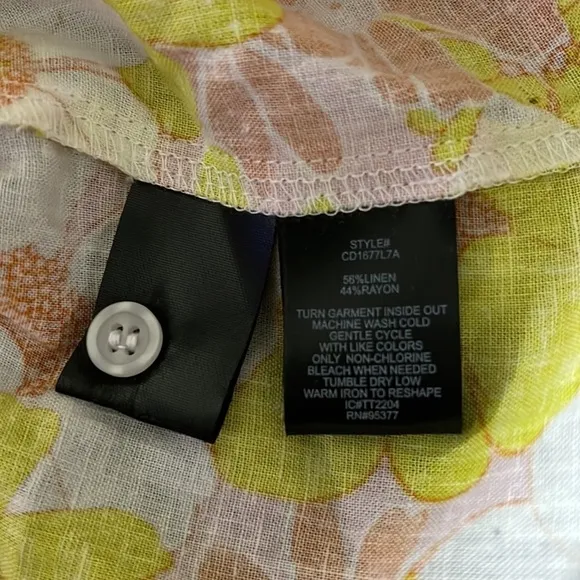 STYLE#
CD1677L7A
56%LINEN
44%RAYON
TURN GARMENT INSIDE OUT
MACHINE WASH COLD
GENTLE CYCLE
WITH LIKE COLORS
ONLY NON-CHLORINE
BLEACH WHEN NEEDED
TUMBLE DRY LOW
WARM IRON TO RESHAPE
IC#TT2204
RN#95377